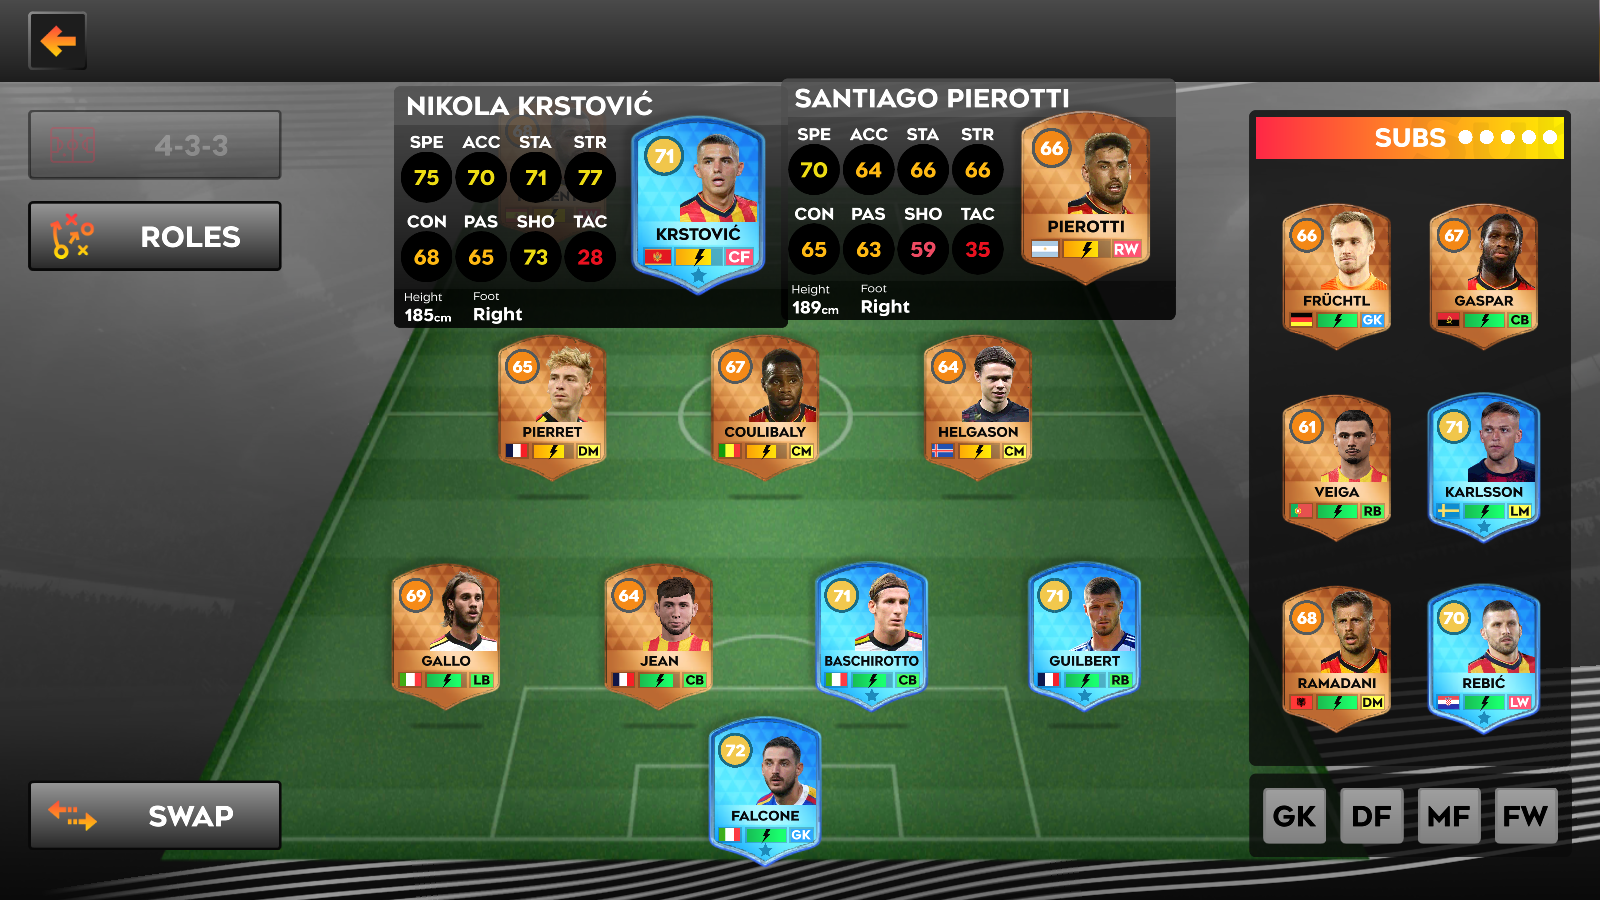 4-3-3
ROLES
SWAP
NIKOLA KRSTOVIĆ
SPE ACC STA STR
75 70 71 77
CON PAS SHO TAC
68 65 73 28
Height Foot
185cm Right
71
KRSTOVIĆ
CF
SANTIAGO PIEROTTI
SPE ACC STA STR
70 64 66 66
CON PAS SHO TAC
65 63 59 35
Height Foot
189cm Right
66
PIEROTTI
RW
65 67 64
PIERRET COULIBALY HELGASON
DM CM CM
69 64 71 71
GALLO JEAN BASCHIROTTO GUILBERT
LB CB CB RB
72
FALCONE
GK
SUBS
66 67
FRÜCHTL GASPAR
GK CB
61 71
VEIGA KARLSSON
RB LM
68 70
RAMADANI REBIĆ
DM LW
GK DF MF FW